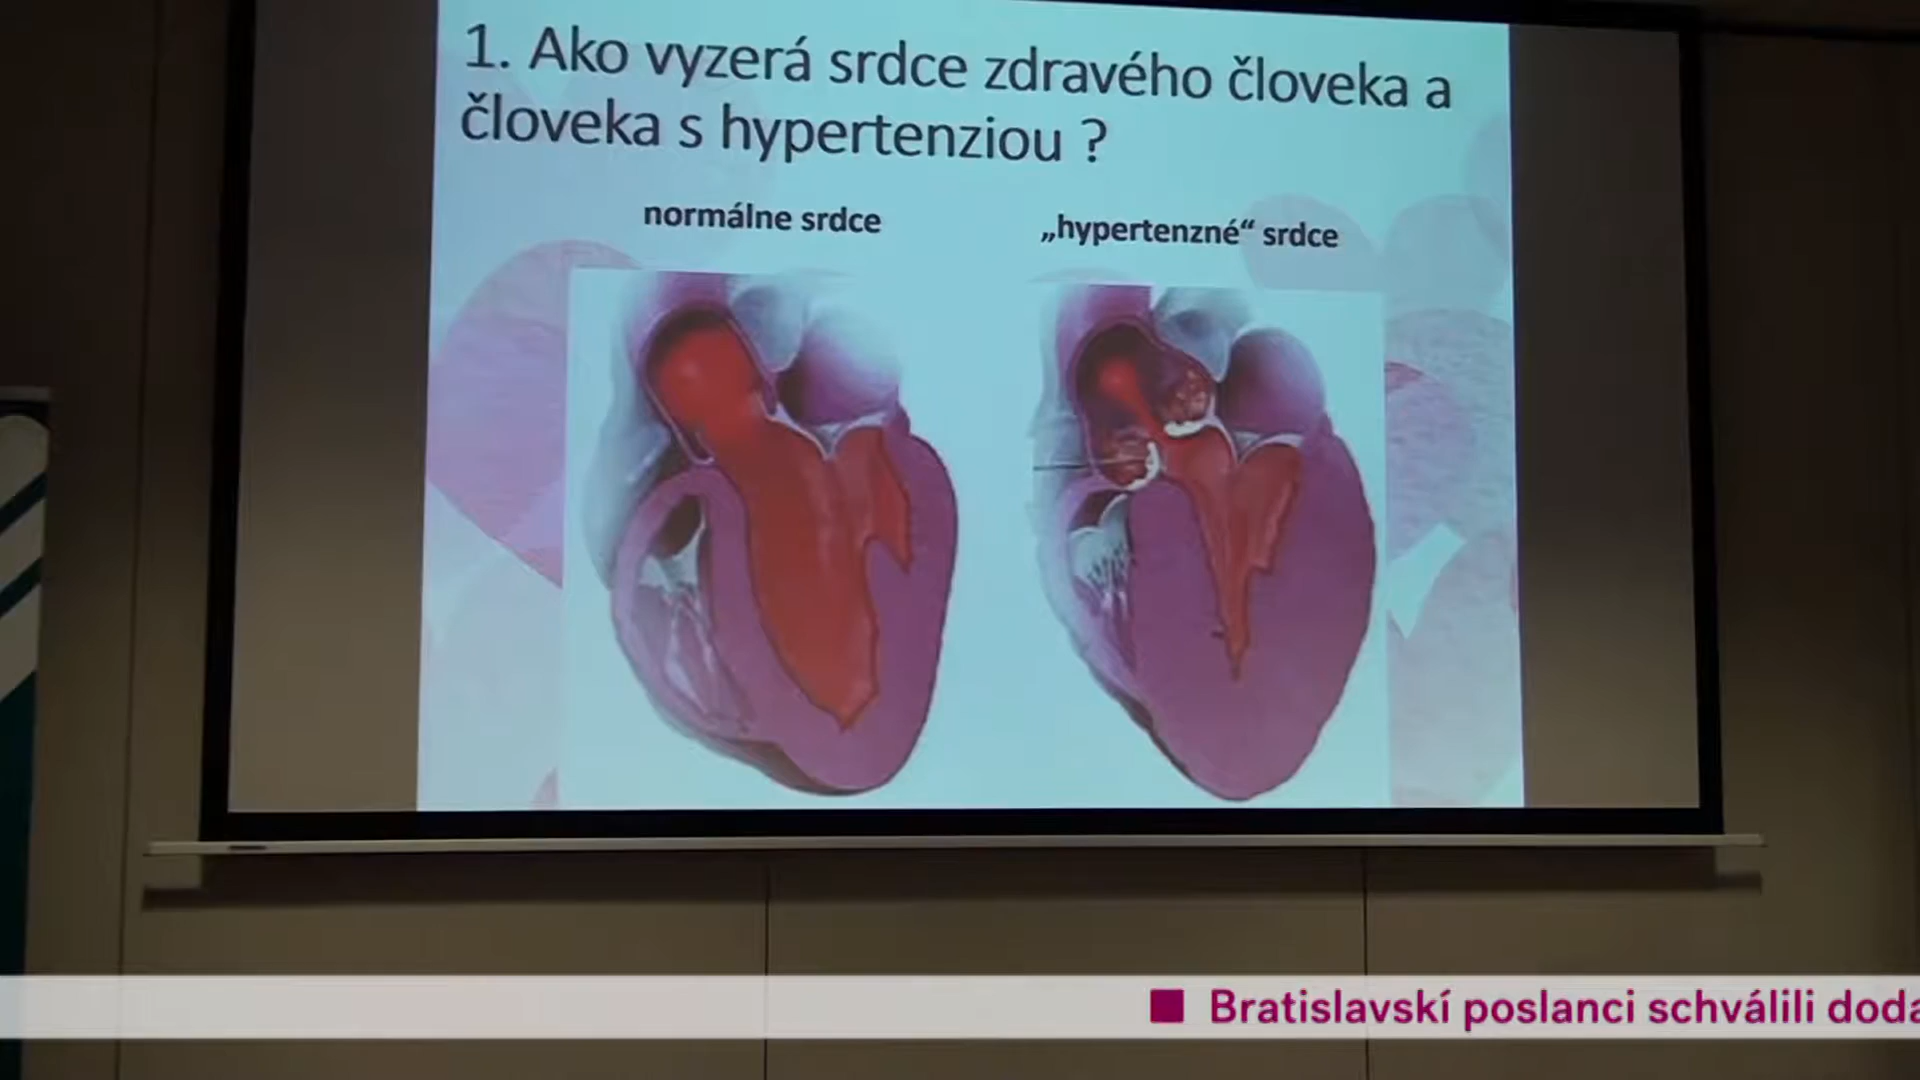 1. Ako vyzerá srdce zdravého človeka a
človeka s hypertenziou ?
normálne srdce
„hypertenzné“ srdce
■ Bratislavskí poslanci schválili doda